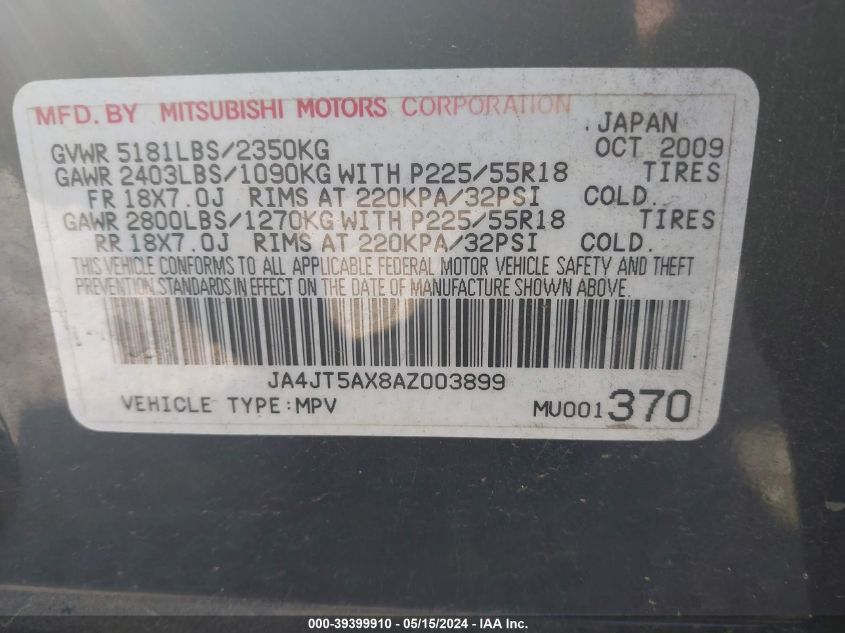 MFD. BY MITSUBISHI MOTORS CORPORATION
. JAPAN
GVWR 5181LBS/2350KG OCT 2009
GAWR 2403LBS/1090KG WITH P225/55R18 TIRES
FR 18X7.0J RIMS AT 220KPA/32PSI COLD.
GAWR 2800LBS/1270KG WITH P225/55R18 TIRES
RR 18X7.0J RIMS AT 220KPA/32PSI COLD.
THIS VEHICLE CONFORMS TO ALL APPLICABLE FEDERAL MOTOR VEHICLE SAFETY AND THEFT
PREVENTION STANDARDS IN EFFECT ON THE DATE OF MANUFACTURE SHOWN ABOVE.
JA4JT5AX8AZ003899
VEHICLE TYPE:MPV MU001370
000-39399910 - 05/15/2024 - IAA Inc.